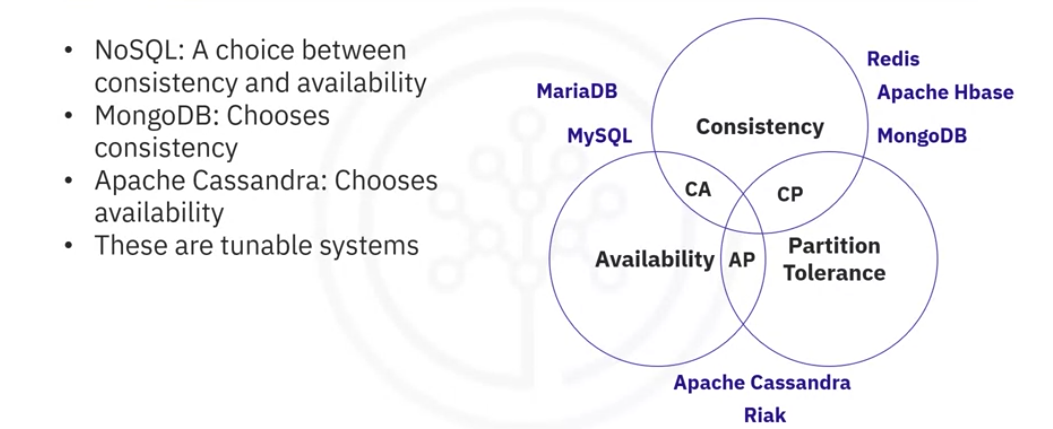 • NoSQL: A choice between
consistency and availability
• MongoDB: Chooses
consistency
• Apache Cassandra: Chooses
availability
• These are tunable systems
Redis
MariaDB
Apache Hbase
Consistency
MySQL
MongoDB
CA
CP
Availability
AP
Partition
Tolerance
Apache Cassandra
Riak